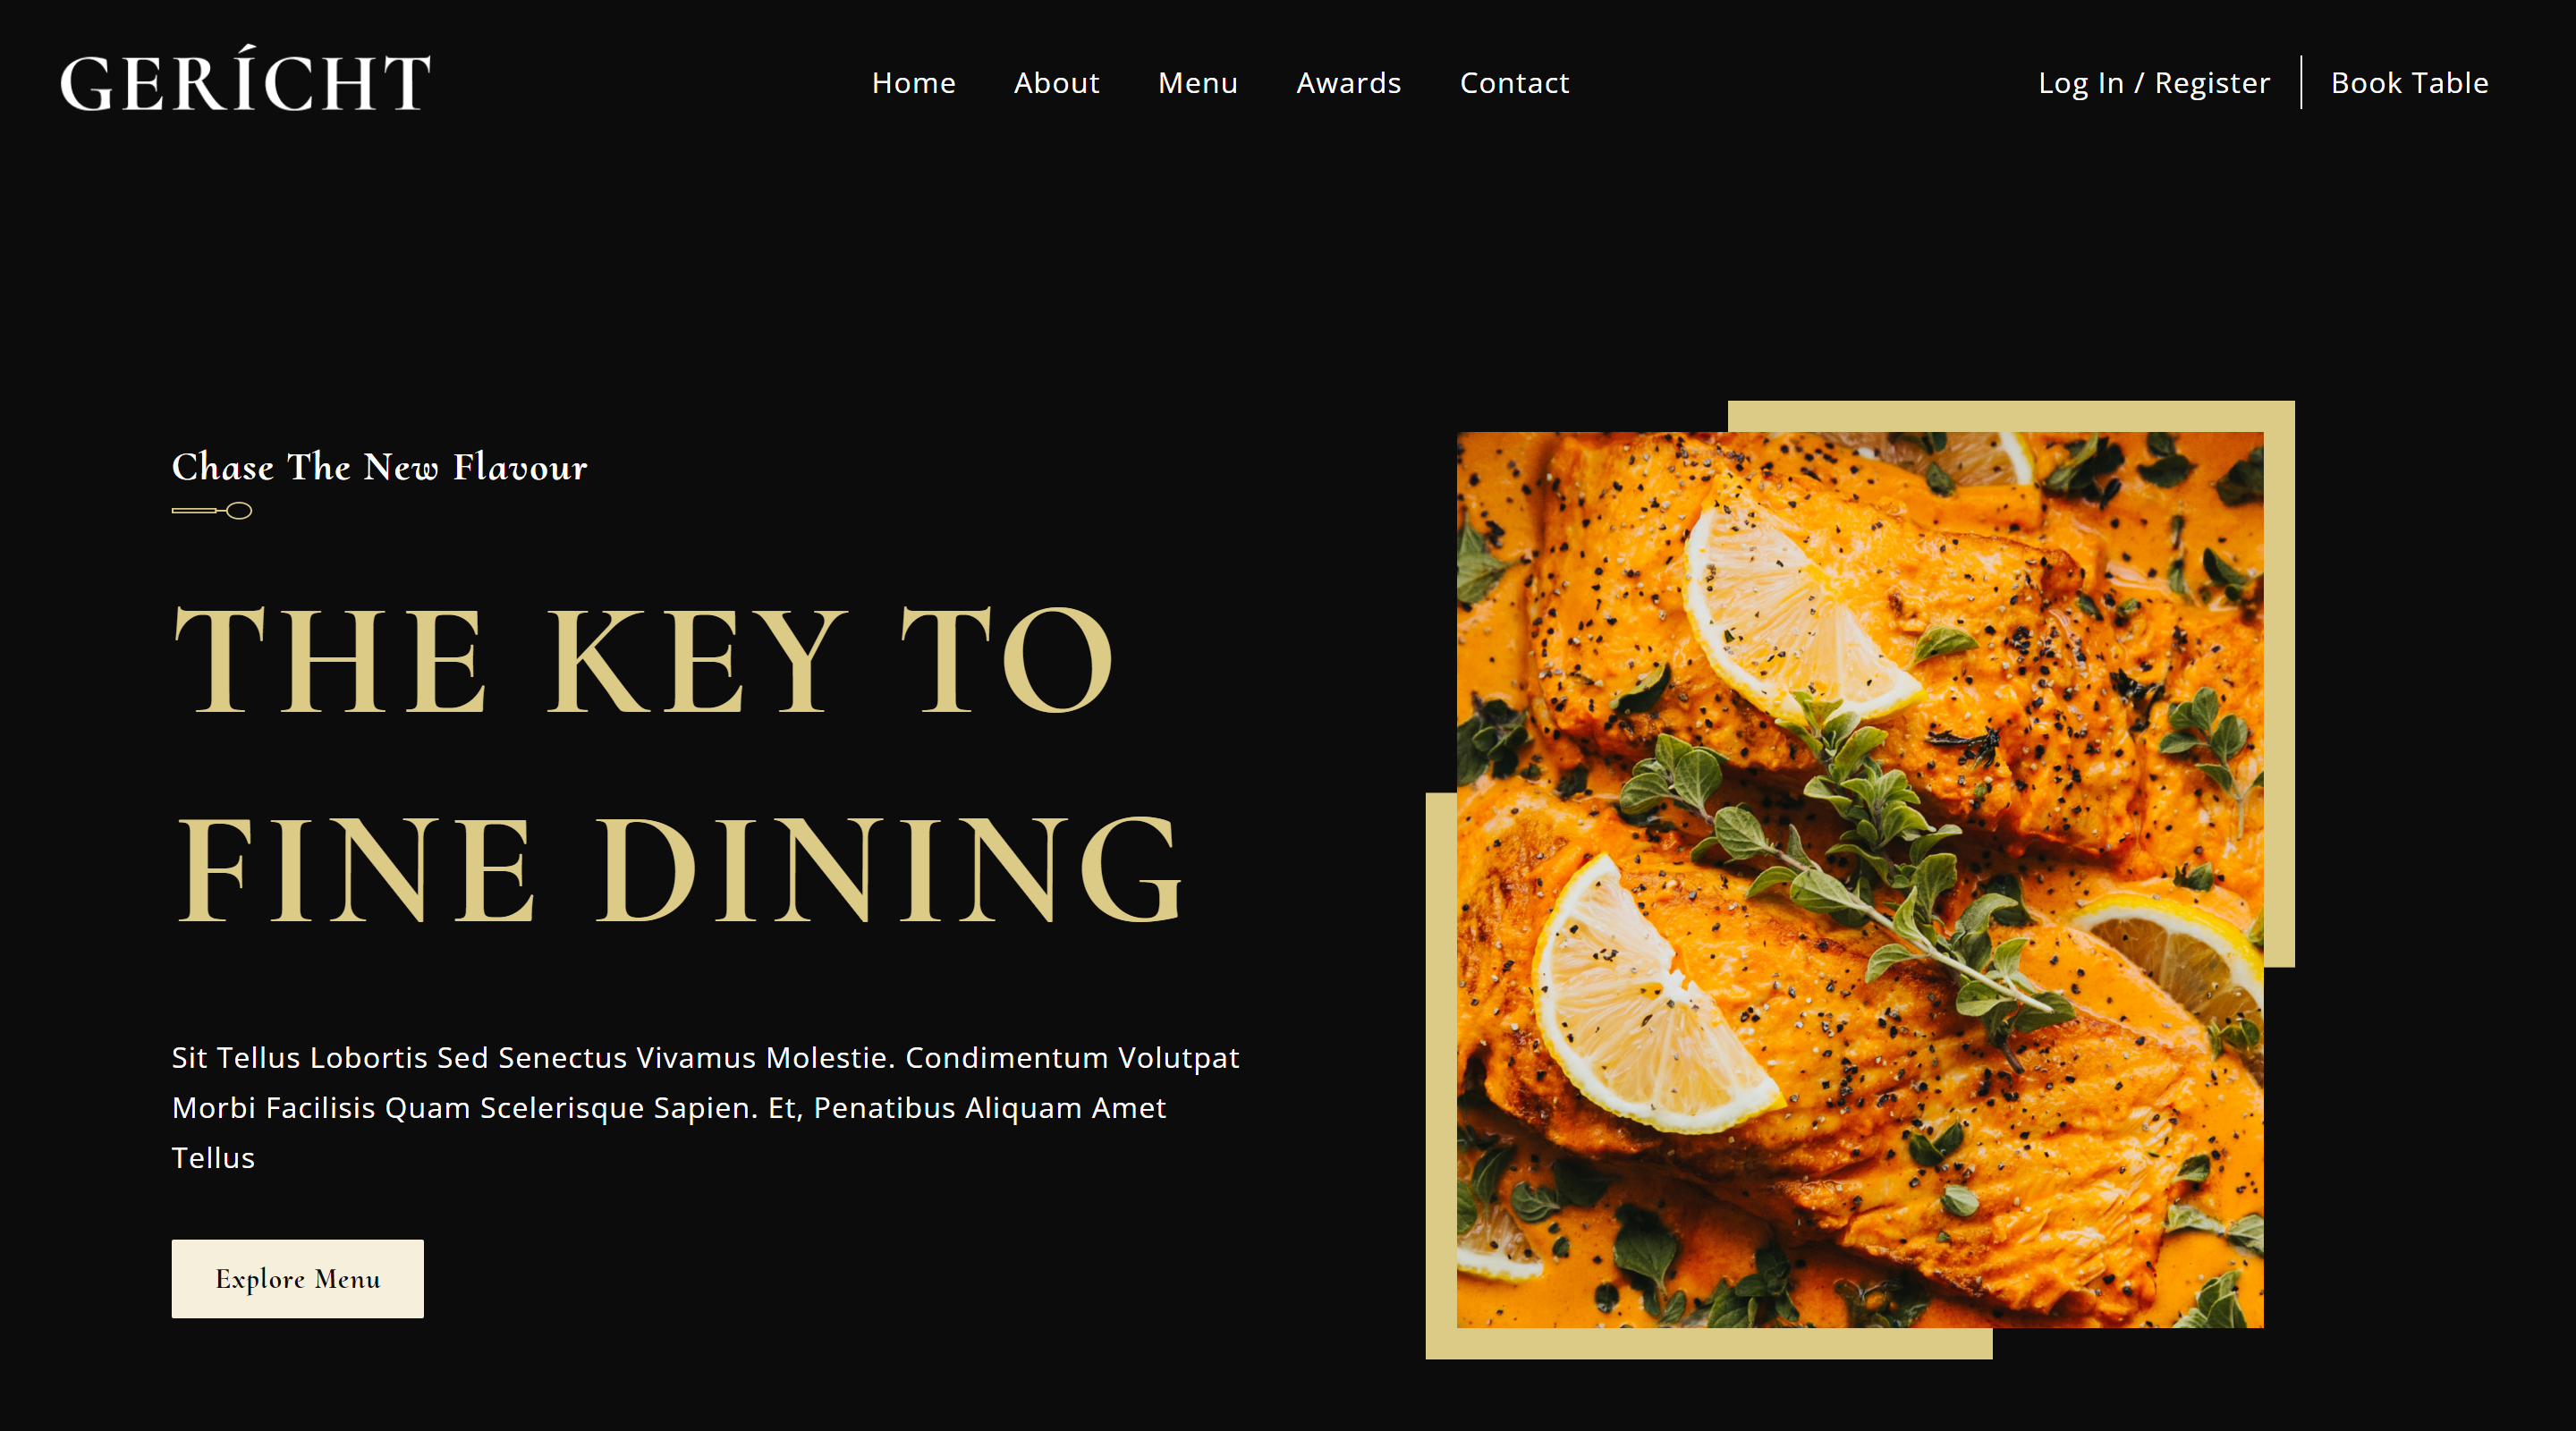 GERÍCHT
Home About Menu Awards Contact
Log In / Register Book Table
Chase The New Flavour
THE KEY TO
FINE DINING
Sit Tellus Lobortis Sed Senectus Vivamus Molestie. Condimentum Volutpat
Morbi Facilisis Quam Scelerisque Sapien. Et, Penatibus Aliquam Amet
Tellus
Explore Menu